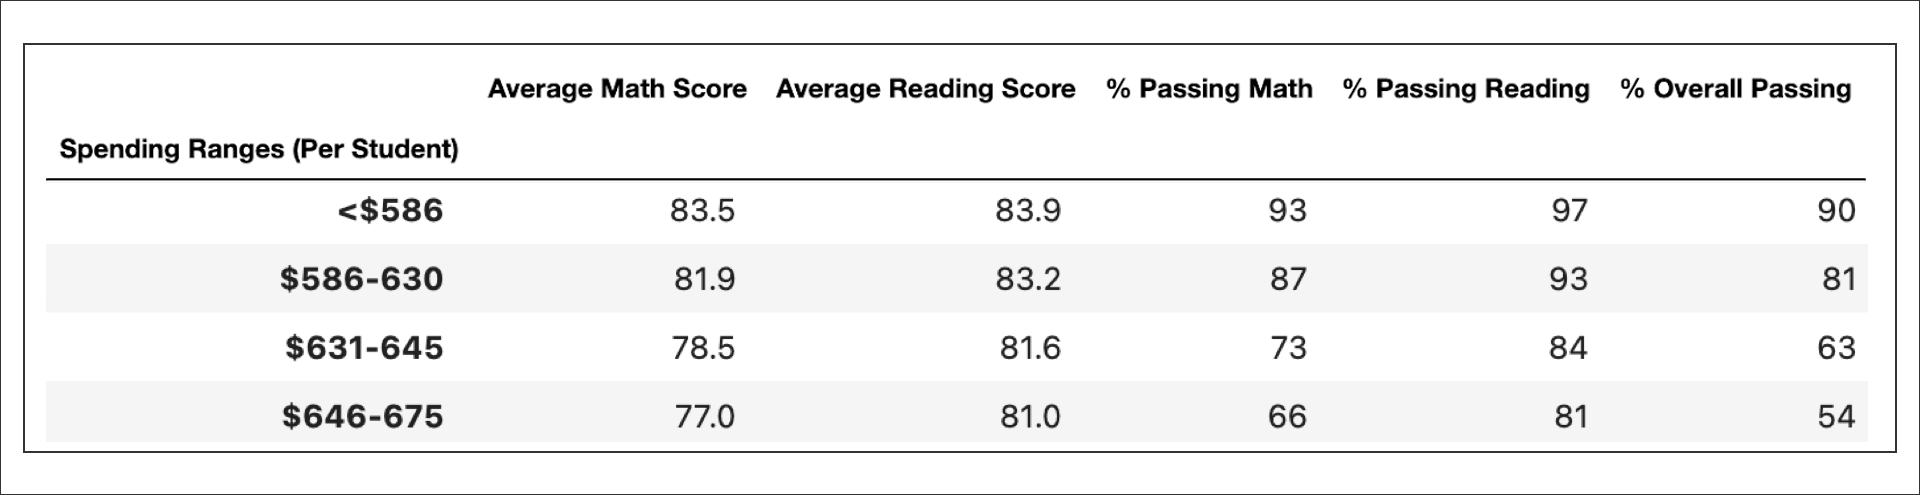 Average Math Score Average Reading Score % Passing Math % Passing Reading % Overall Passing
Spending Ranges (Per Student)
<$586 83.5 83.9 93 97 90
$586-630 81.9 83.2 87 93 81
$631-645 78.5 81.6 73 84 63
$646-675 77.0 81.0 66 81 54